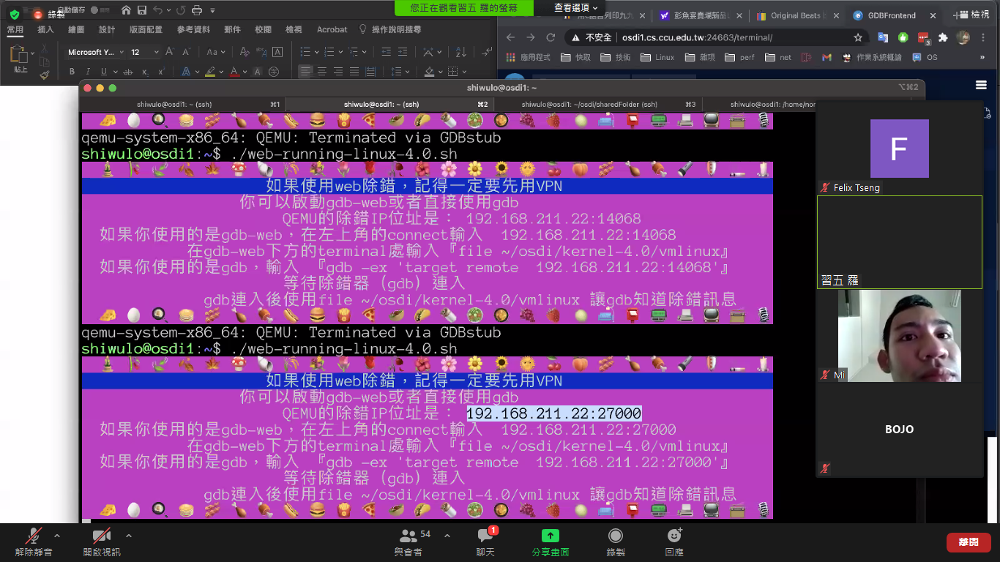 錄製
自動儲存
您正在觀看習五 羅的螢幕
查看選項
檢視
常用 插入 繪圖 設計 版面配置 參考資料 郵件 校閱 檢視 Acrobat 操作說明搜尋
貼上
Microsoft Y... 12
彭魚宴賣場新品L
Original Beats b
GDBFrontend
不安全 osdi1.cs.ccu.edu.tw:24663/terminal/
應用程式 快取 技術 Linux 雜項 perf net 作業系統概論 OS
shiwulo@osdi1: ~
⌥⌘2
shiwulo@osdi1: ~ (ssh) ⌘1
shiwulo@osdi1: ~ (ssh) ⌘2
shiwulo@osdi1: ~/osdi/sharedFolder (ssh) ⌘3
shiwulo@osdi1: /home/nor
qemu-system-x86_64: QEMU: Terminated via GDBstub
shiwulo@osdi1:~$ ./web-running-linux-4.0.sh
如果使用web除錯，記得一定要先用VPN
你可以啟動gdb-web或者直接使用gdb
QEMU的除錯IP位址是： 192.168.211.22:14068
如果你使用的是gdb-web，在左上角的connect輸入 192.168.211.22:14068
在gdb-web下方的terminal處輸入『file ~/osdi/kernel-4.0/vmlinux』
如果你使用的是gdb，輸入 『gdb -ex 'target remote 192.168.211.22:14068'』
等待除錯器（gdb）連入
gdb連入後使用file ~/osdi/kernel-4.0/vmlinux 讓gdb知道除錯訊息
qemu-system-x86_64: QEMU: Terminated via GDBstub
shiwulo@osdi1:~$ ./web-running-linux-4.0.sh
如果使用web除錯，記得一定要先用VPN
你可以啟動gdb-web或者直接使用gdb
QEMU的除錯IP位址是： 192.168.211.22:27000
如果你使用的是gdb-web，在左上角的connect輸入 192.168.211.22:27000
在gdb-web下方的terminal處輸入『file ~/osdi/kernel-4.0/vmlinux』
如果你使用的是gdb，輸入 『gdb -ex 'target remote 192.168.211.22:27000'』
等待除錯器（gdb）連入
gdb連入後使用file ~/osdi/kernel-4.0/vmlinux 讓gdb知道除錯訊息
F
Felix Tseng
習五 羅
Mi
BOJO
解除靜音
開啟視訊
與會者 54
聊天 1
分享畫面
錄製
回應
離開